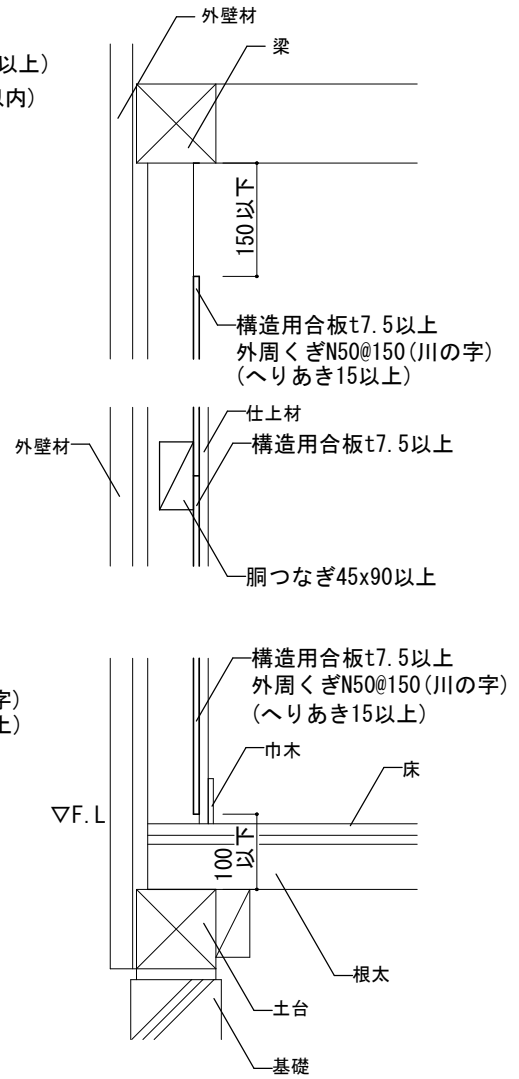 外壁材
以上)
梁
内)
150以下
構造用合板t7.5以上
外周くぎN50@150(川の字)
(へりあき15以上)
仕上材
外壁材
構造用合板t7.5以上
胴つなぎ45x90以上
構造用合板t7.5以上
外周くぎN50@150(川の字)
(へりあき15以上)
字)
上)
巾木
床
▽F.L
100
以下
根太
土台
基礎